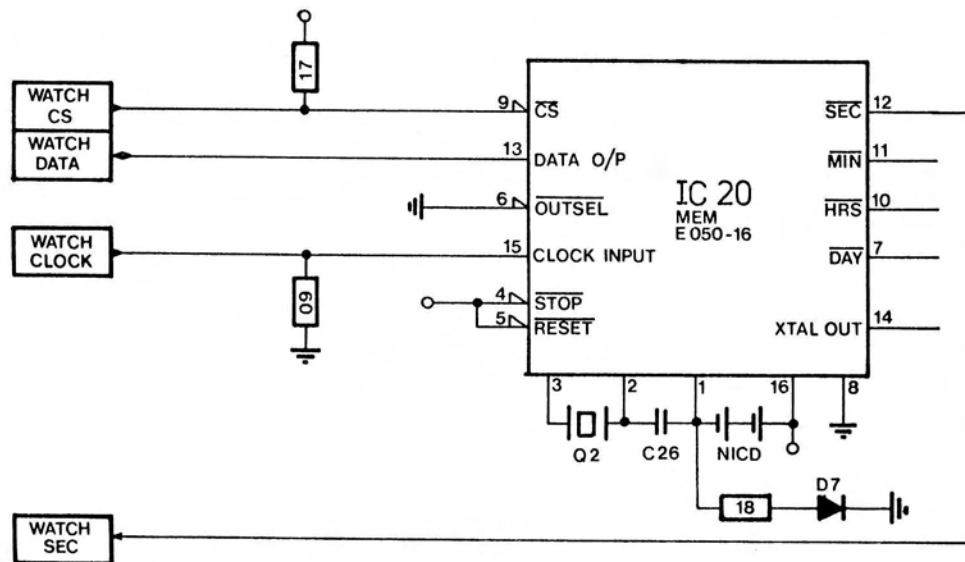 17
WATCH
CS
9
CS
SEC
12
WATCH
DATA
13
DATA O/P
MIN
11
6
OUTSEL
IC 20
MEM
E 050-16
HRS
10
WATCH
CLOCK
15
CLOCK INPUT
DAY
7
09
4
STOP
5
RESET
XTAL OUT
14
3
2
1
16
8
Q2
C26
NICD
18
D7
WATCH
SEC